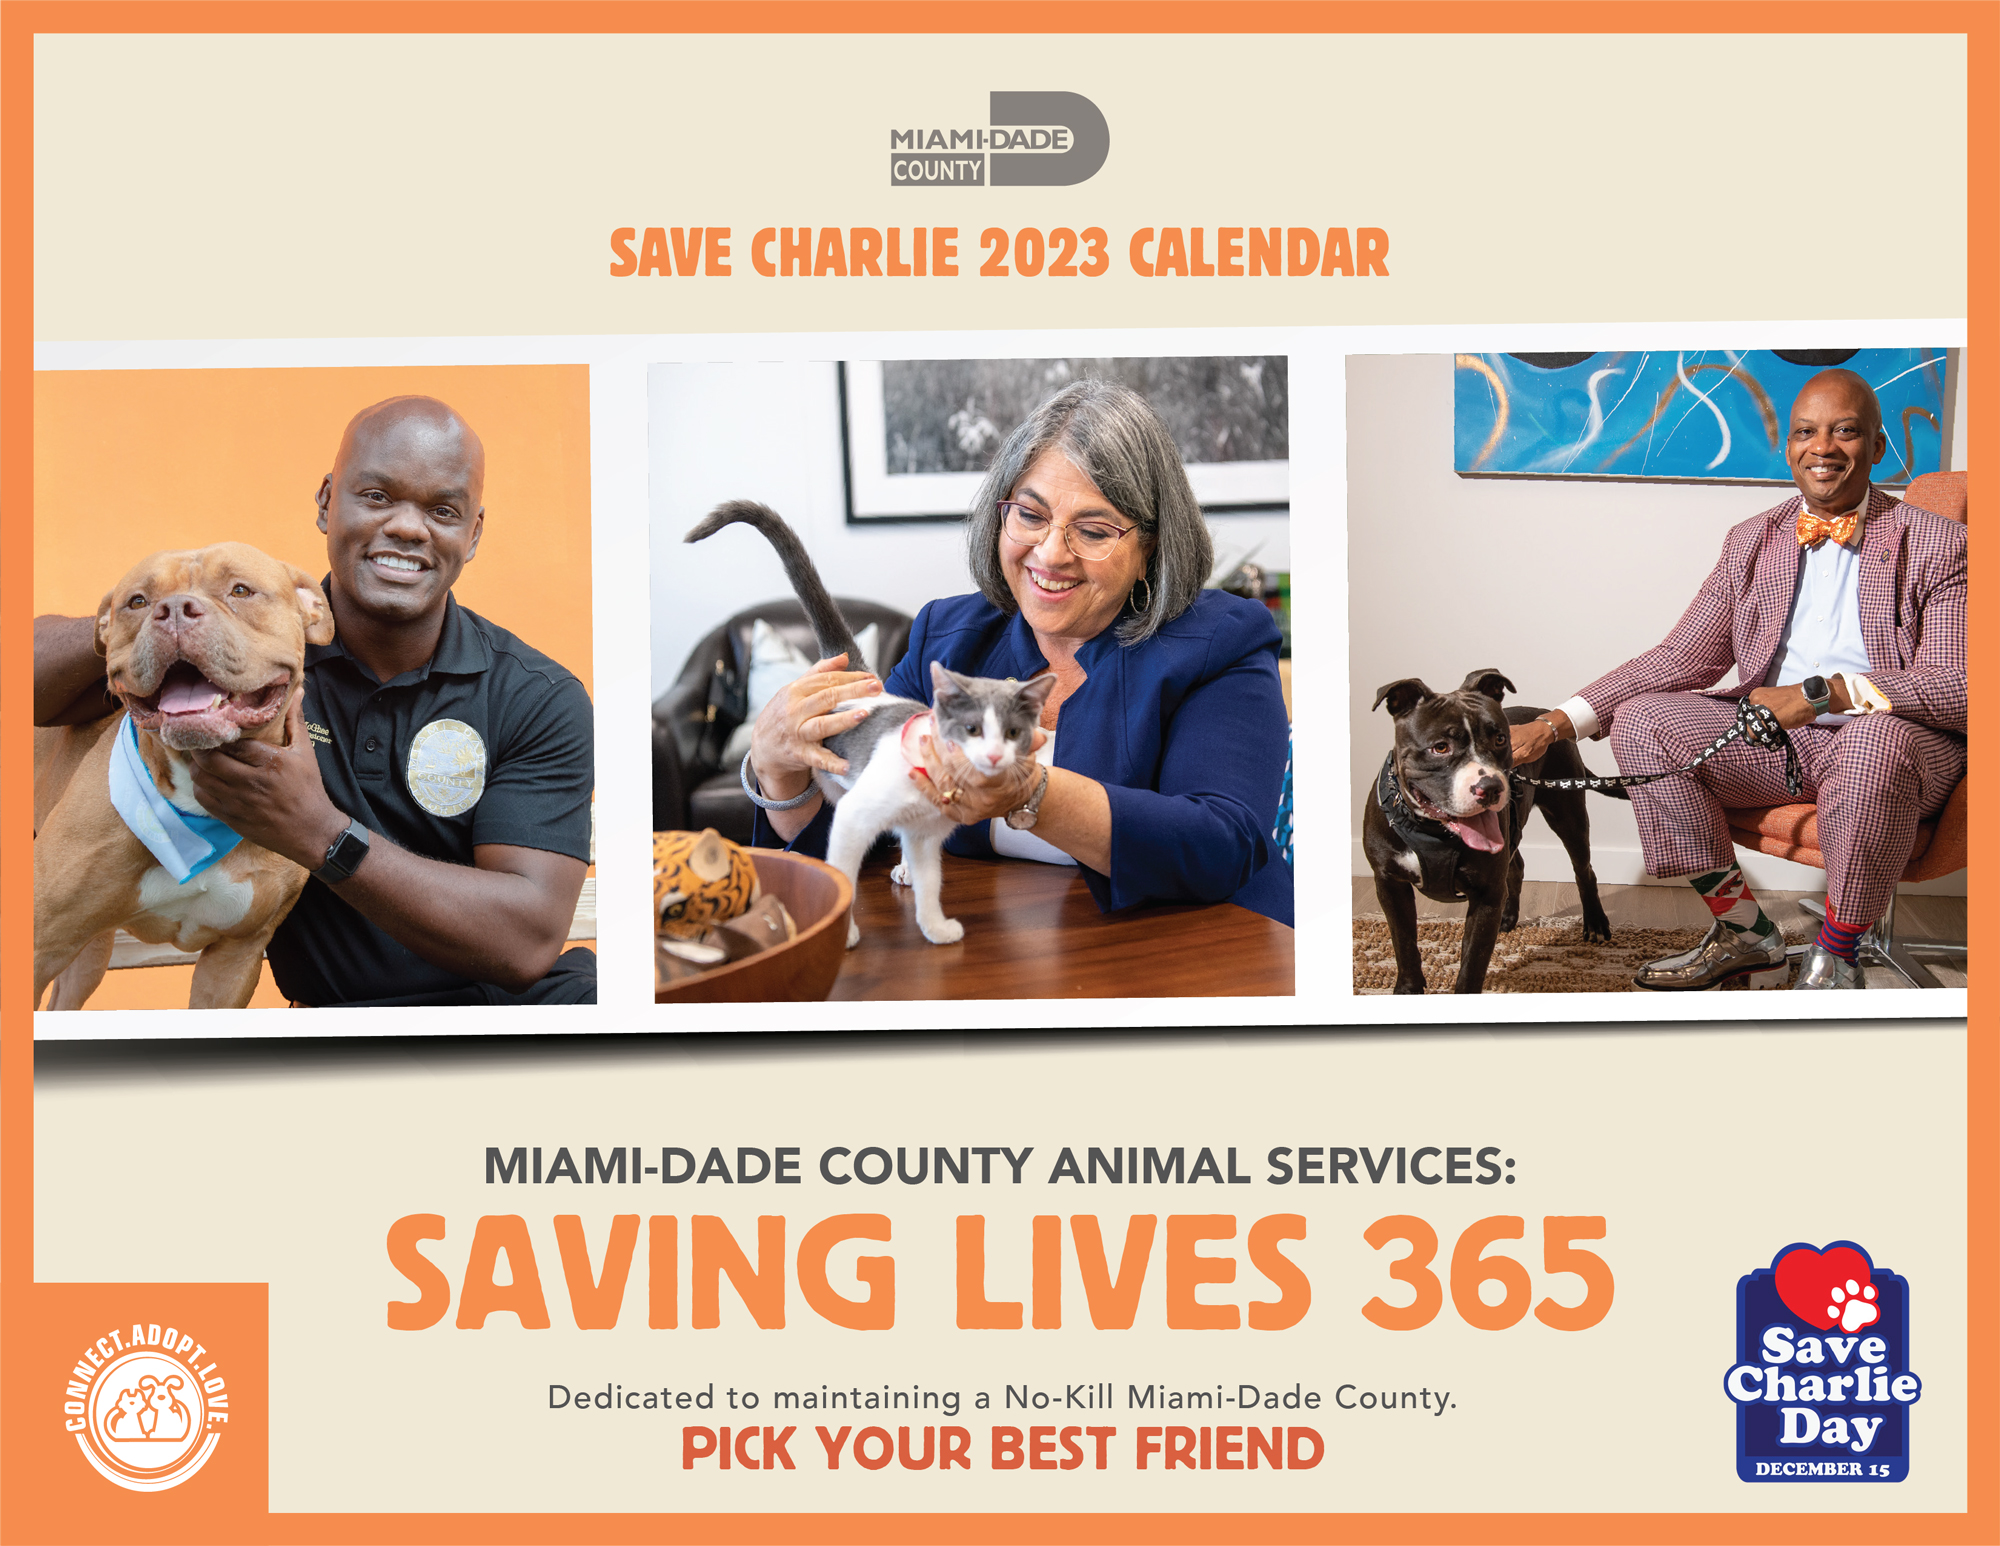 MIAMI-DADE
COUNTY
SAVE CHARLIE 2023 CALENDAR
COUNTY
MIAMI-DADE COUNTY ANIMAL SERVICES:
SAVING LIVES 365
Dedicated to maintaining a No-Kill Miami-Dade County.
PICK YOUR BEST FRIEND
CONNECT.ADOPT.LOVE.
Save
Charlie
Day
DECEMBER 15